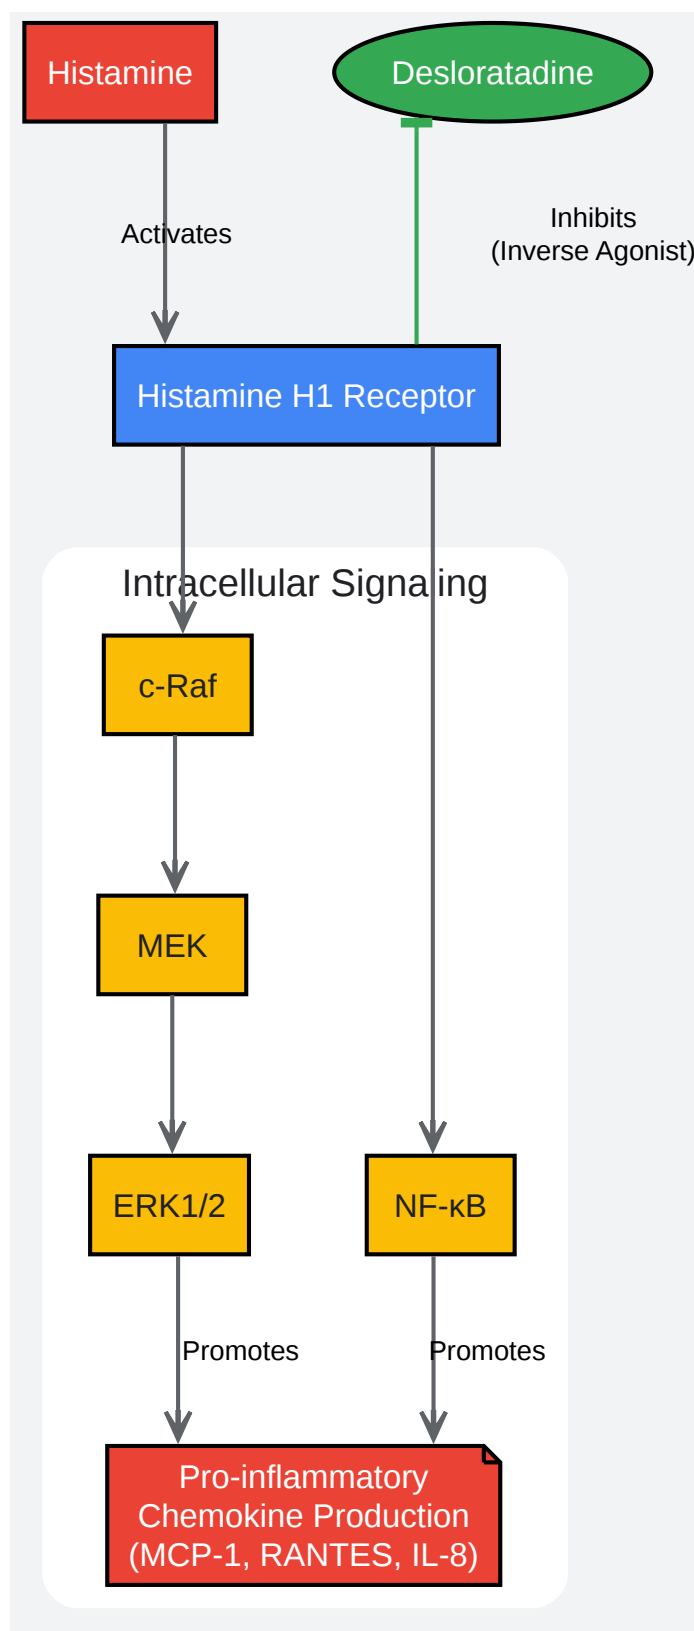 Histamine
Desloratadine
Activates
Inhibits
(Inverse Agonist)
Histamine H1 Receptor
Intracellular Signaling
c-Raf
MEK
ERK1/2
NF-κB
Promotes
Promotes
Pro-inflammatory
Chemokine Production
(MCP-1, RANTES, IL-8)